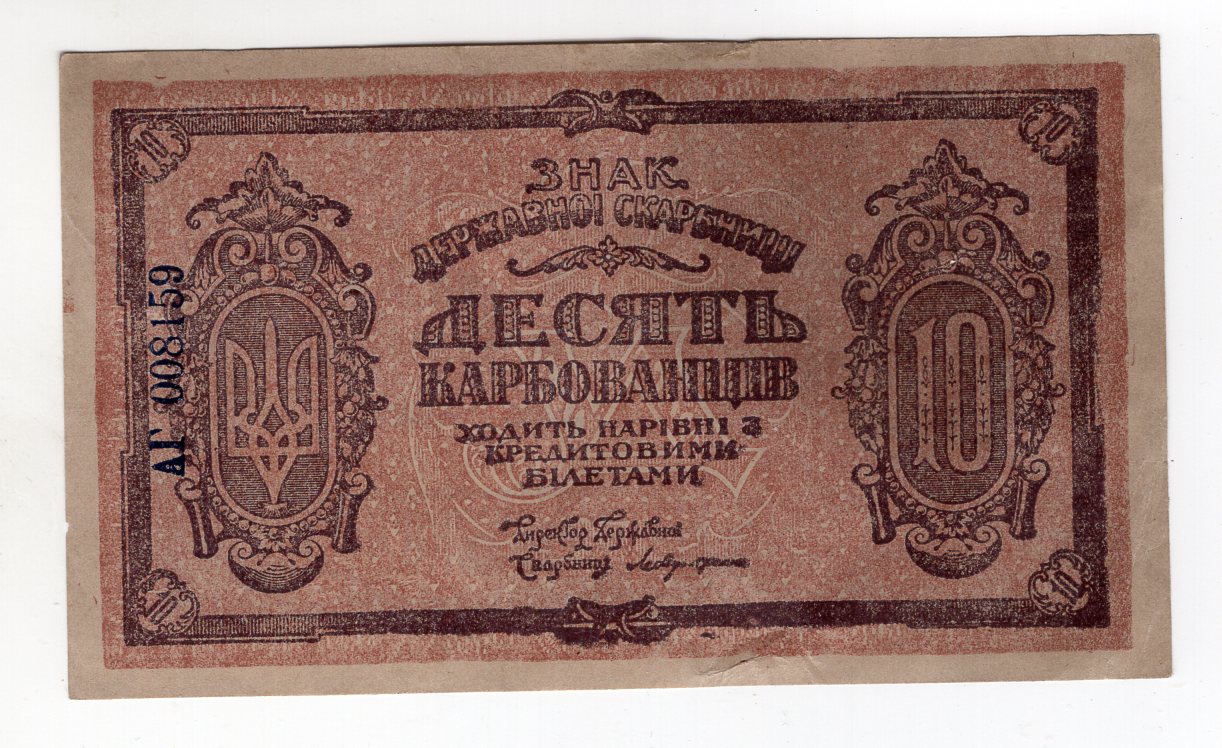 10
10
ЗНАК
ДЕРЖАВНОЇ СКАРБНИЦІ
ДЕСЯТЬ
КАРБОВАНЦІВ
ХОДИТЬ НАРІВНІ З
КРЕДИТОВИМИ
БІЛЕТАМИ
Директор Державної
Скарбниці
АГ 008159
10
10
10